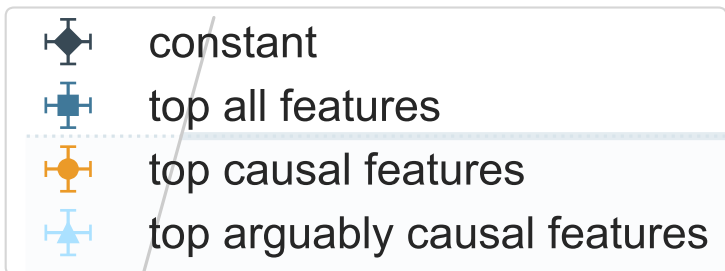 constant
top all features
top causal features
top arguably causal features